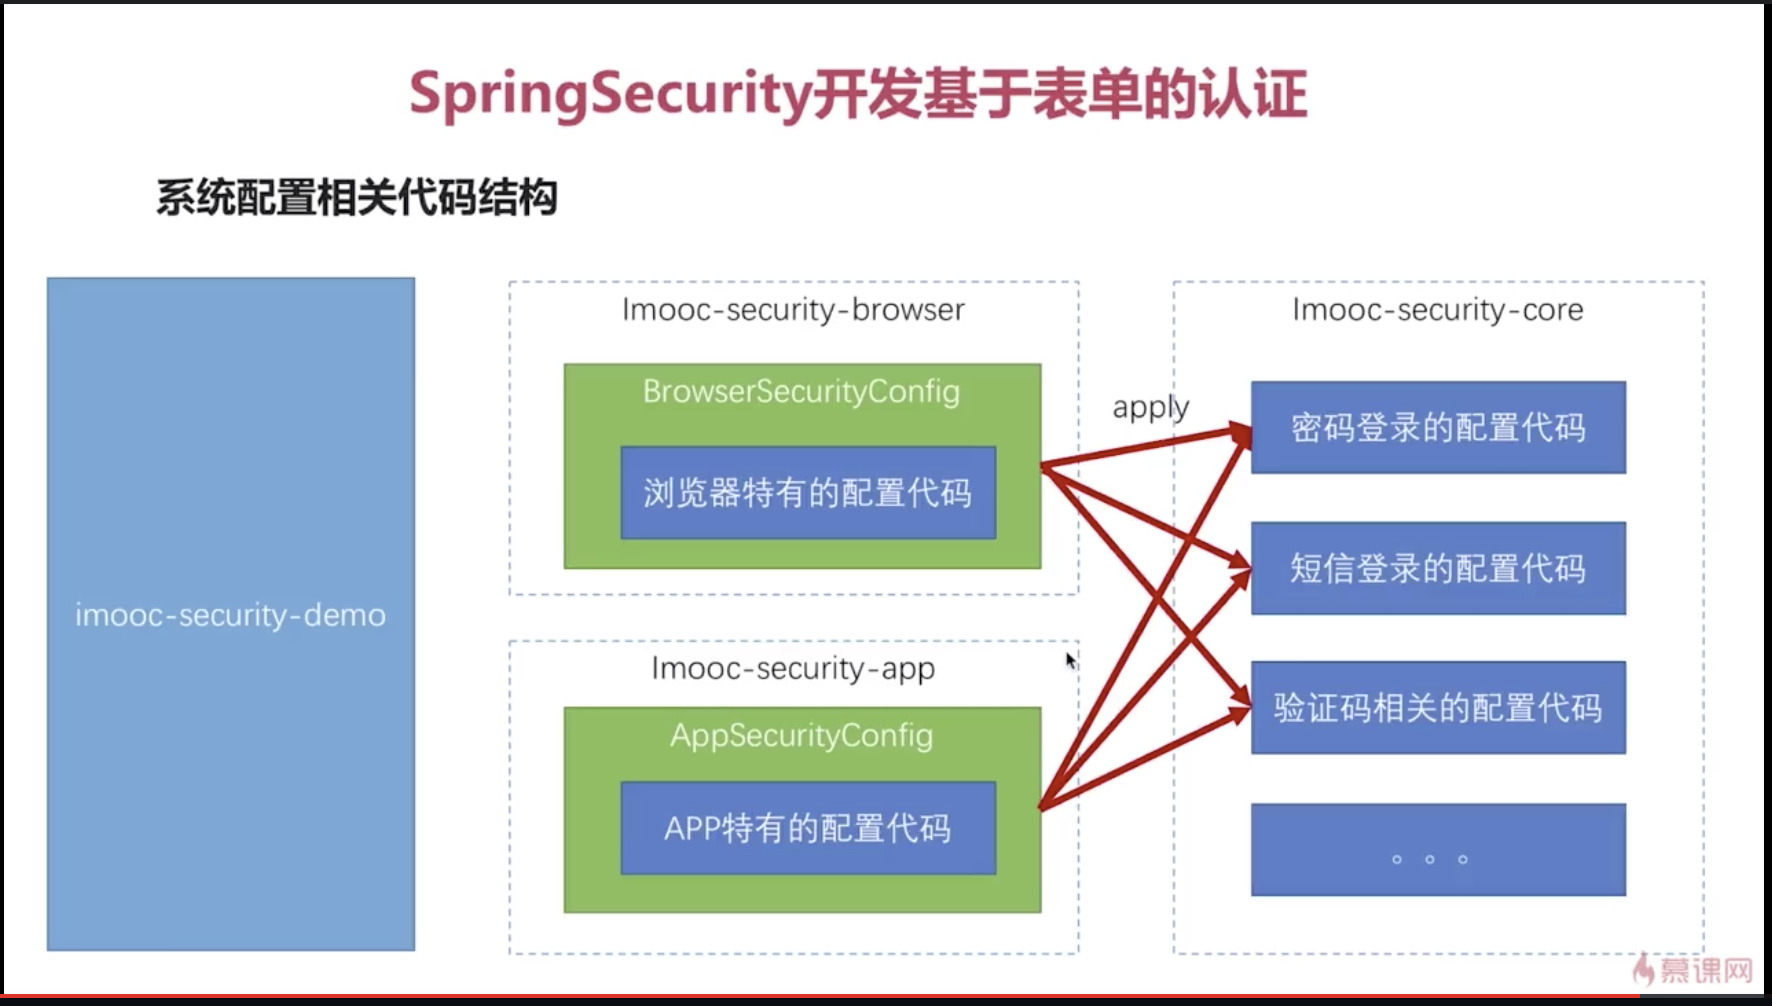 SpringSecurity开发基于表单的认证
系统配置相关代码结构
imooc-security-demo
Imooc-security-browser
BrowserSecurityConfig
浏览器特有的配置代码
Imooc-security-app
AppSecurityConfig
APP特有的配置代码
apply
Imooc-security-core
密码登录的配置代码
短信登录的配置代码
验证码相关的配置代码
。。。
慕课网